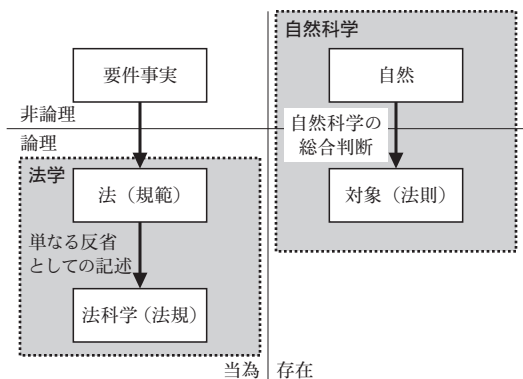 自然科学
要件事実
自然
非論理
論理
自然科学の
総合判断
法学
法（規範）
対象（法則）
単なる反省
としての記述
法科学（法規）
当為
存在